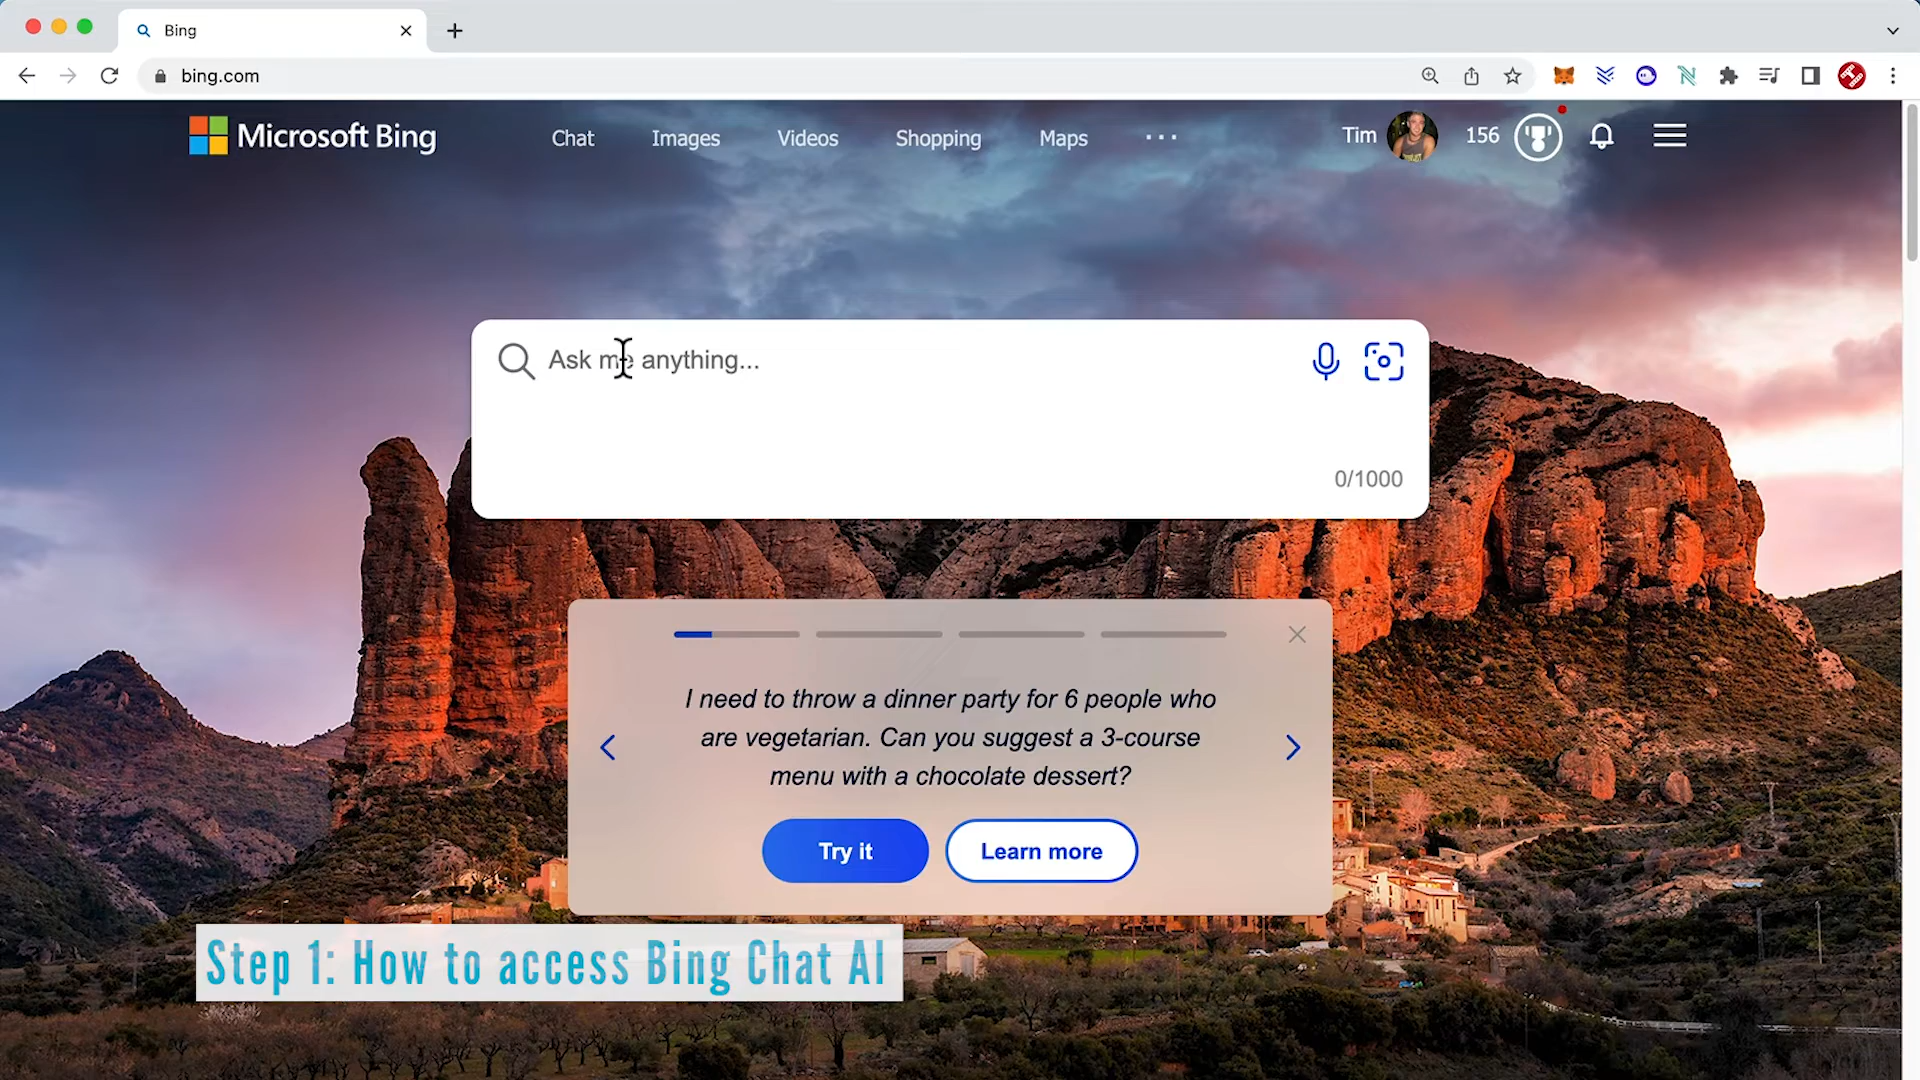 Bing
bing.com
Microsoft Bing
Chat
Images
Videos
Shopping
Maps
Tim
156
Ask me anything...
0/1000
I need to throw a dinner party for 6 people who
are vegetarian. Can you suggest a 3-course
menu with a chocolate dessert?
Try it
Learn more
Step 1: How to access Bing Chat AI